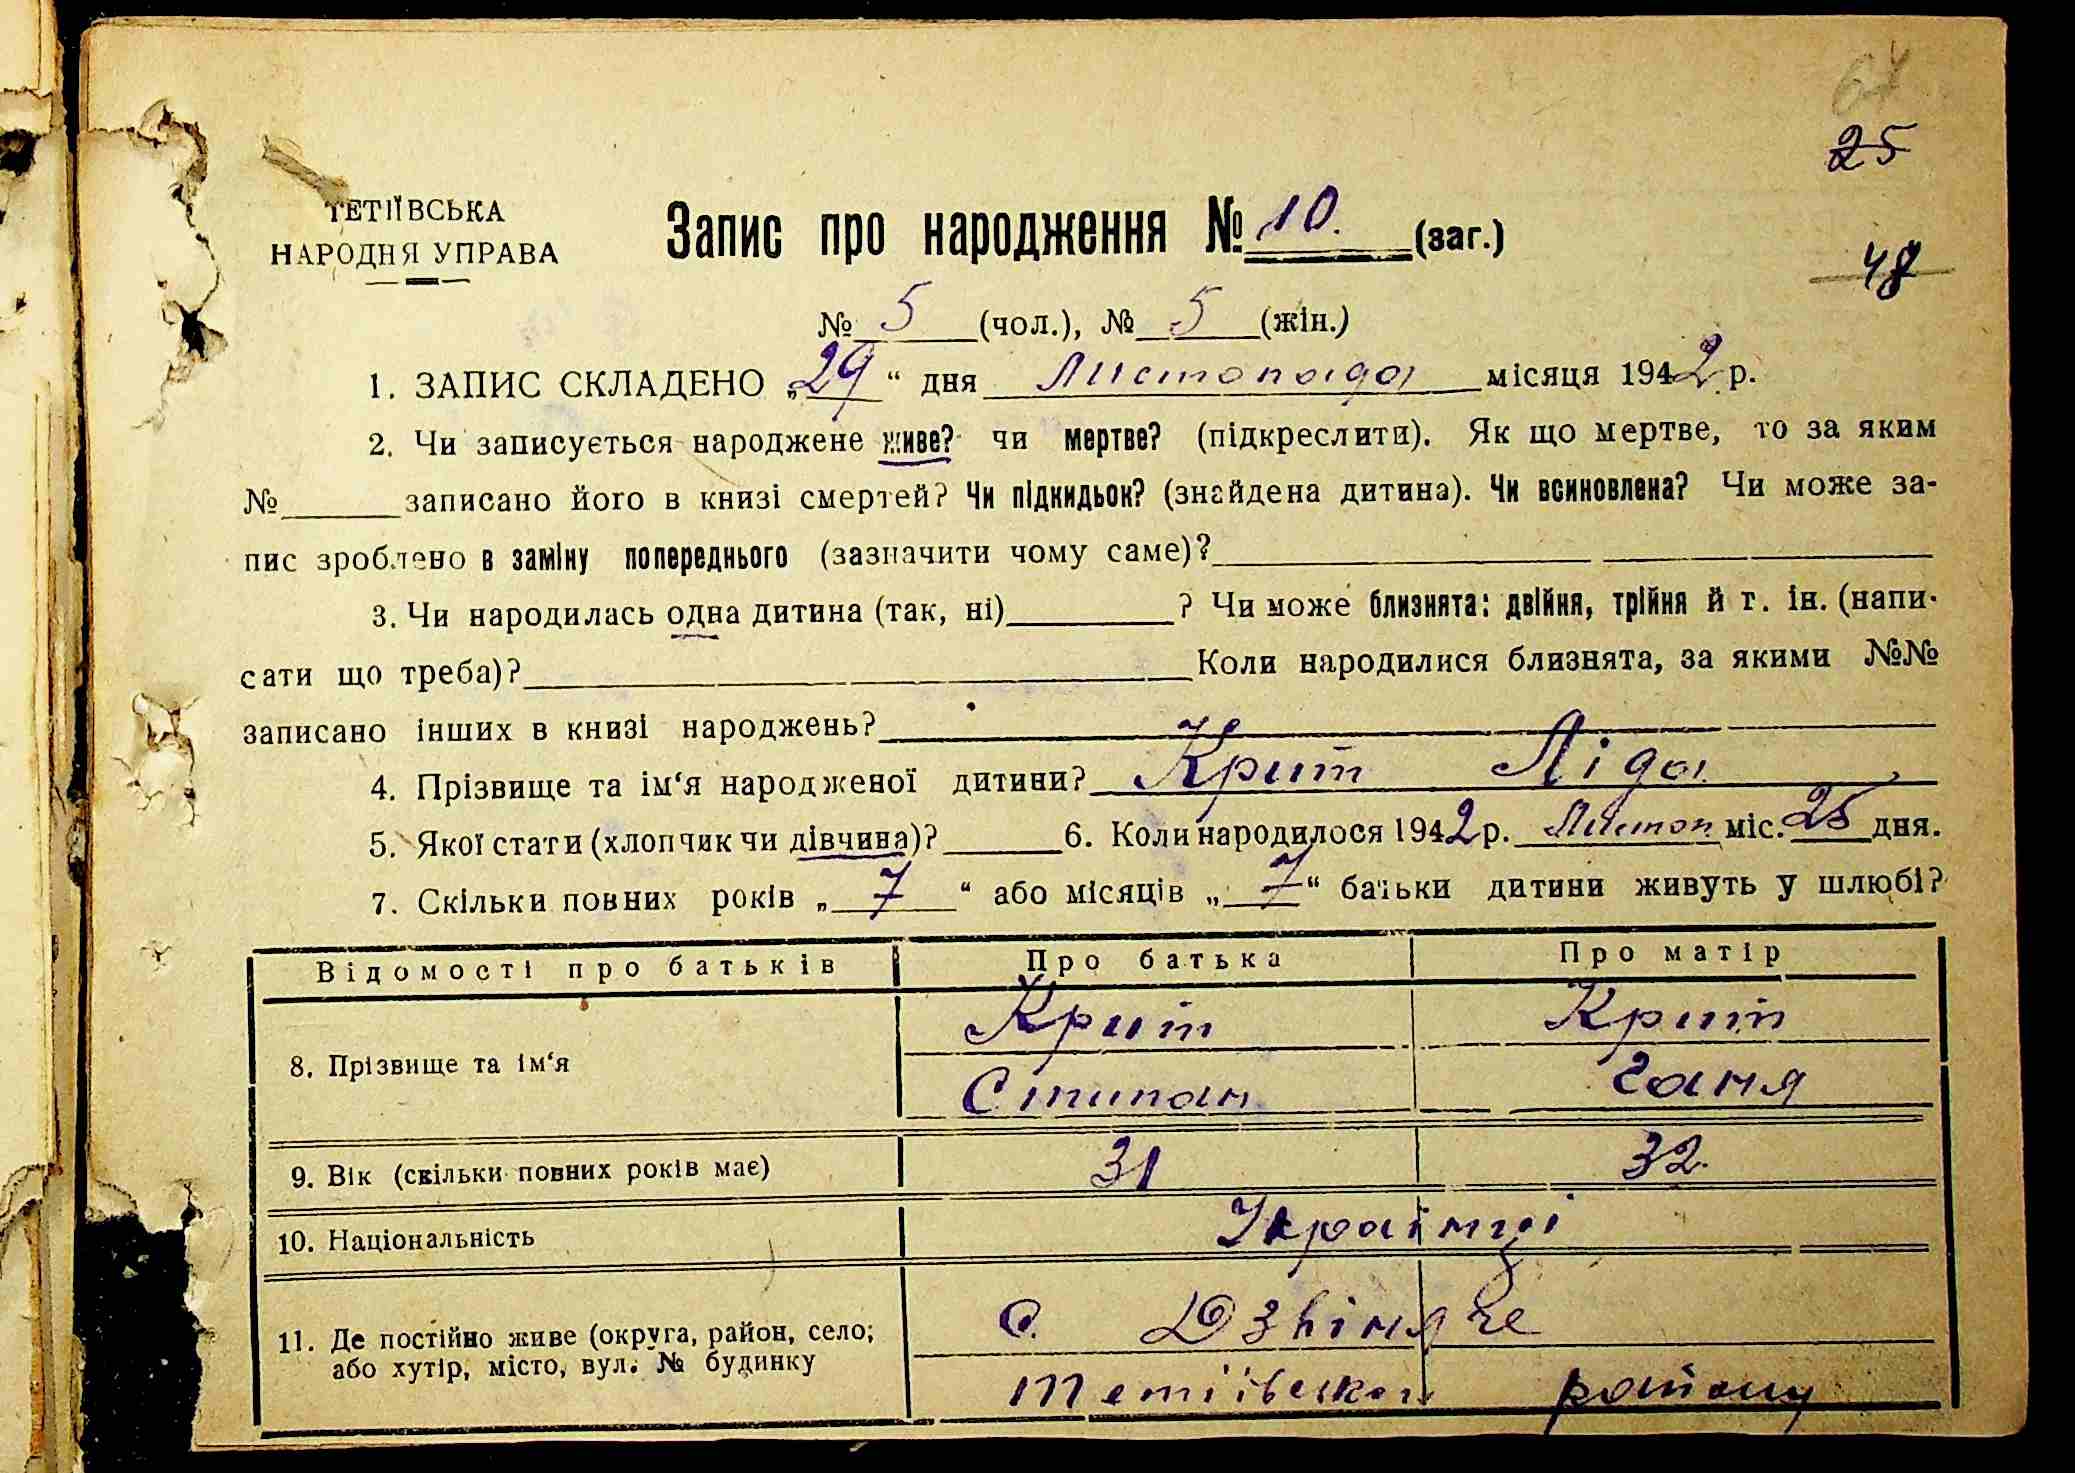 25
ТЕТІЇВСЬКА
НАРОДНЯ УПРАВА
Запис про народження № 10. (заг.)
48
№ 5 (чол.), № 5 (жін.)
1. ЗАПИС СКЛАДЕНО „29“ дня Листопада місяця 1942 р.
2. Чи записується народжене живе? чи мертве? (підкреслити). Як що мертве, то за яким
№ записано його в книзі смертей? Чи підкидьок? (знайдена дитина). Чи всиновлена? Чи може за-
пис зроблено в заміну попереднього (зазначити чому саме)?
3. Чи народилась одна дитина (так, ні) ? Чи може близнята: двійня, трійня й т. ін. (напи-
сати що треба)? Коли народилися близнята, за якими №№
записано інших в книзі народжень?
4. Прізвище та ім‘я народженої дитини? Крит Ліда
5. Якої стати (хлопчик чи дівчина)? 6. Коли народилося 1942 р. Листоп міс. 25 дня.
7. Скільки повних років „7“ або місяців „7“ батьки дитини живуть у шлюбі?
Відомості про батьків Про батька Про матір
Крит Крит
8. Прізвище та ім‘я
Стипан Ганя
9. Вік (скільки повних років має) 31 32.
10. Національність Українці
11. Де постійно живе (округа, район, село; с. Дзвіняче
або хутір, місто, вул. № будинку
Тетіївского району